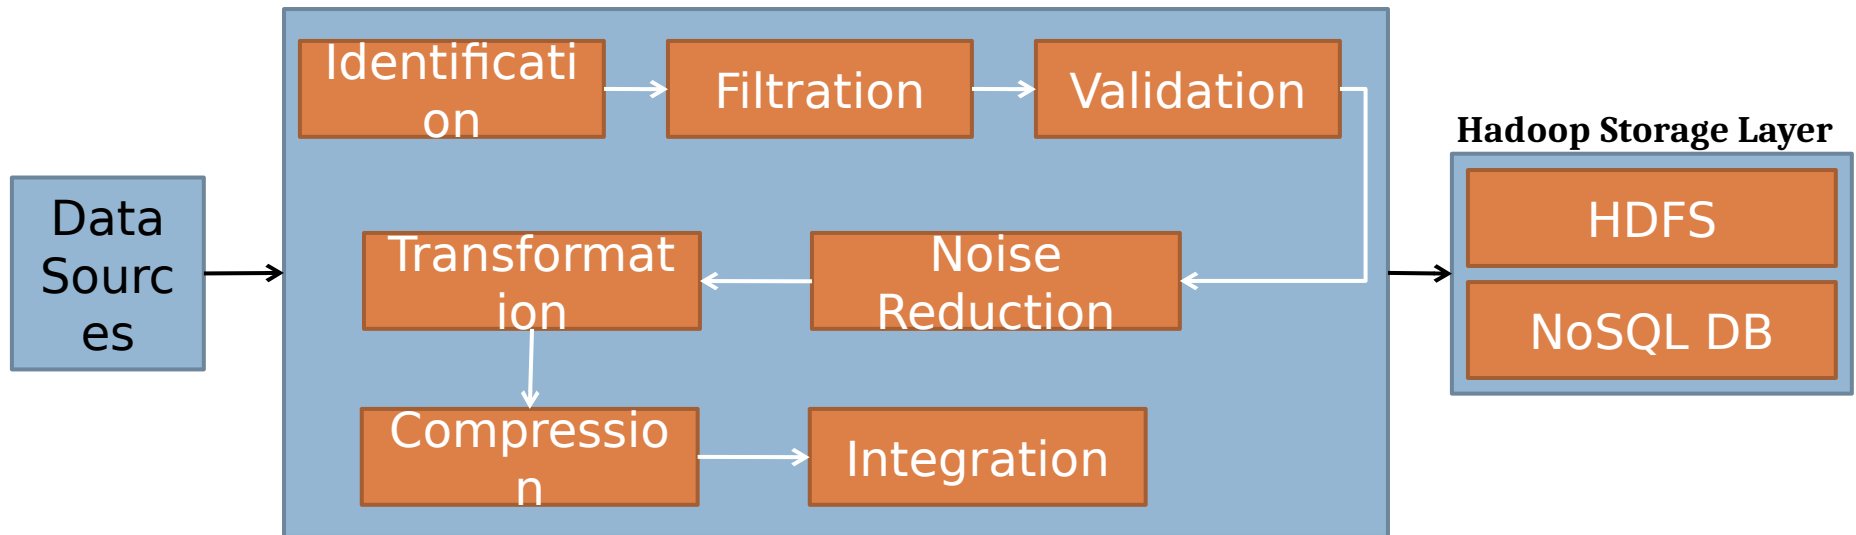 Identificati
on
Filtration
Validation
Hadoop Storage Layer
Data
Sourc
es
HDFS
Transformat
ion
Noise
Reduction
NoSQL DB
Compressio
n
Integration